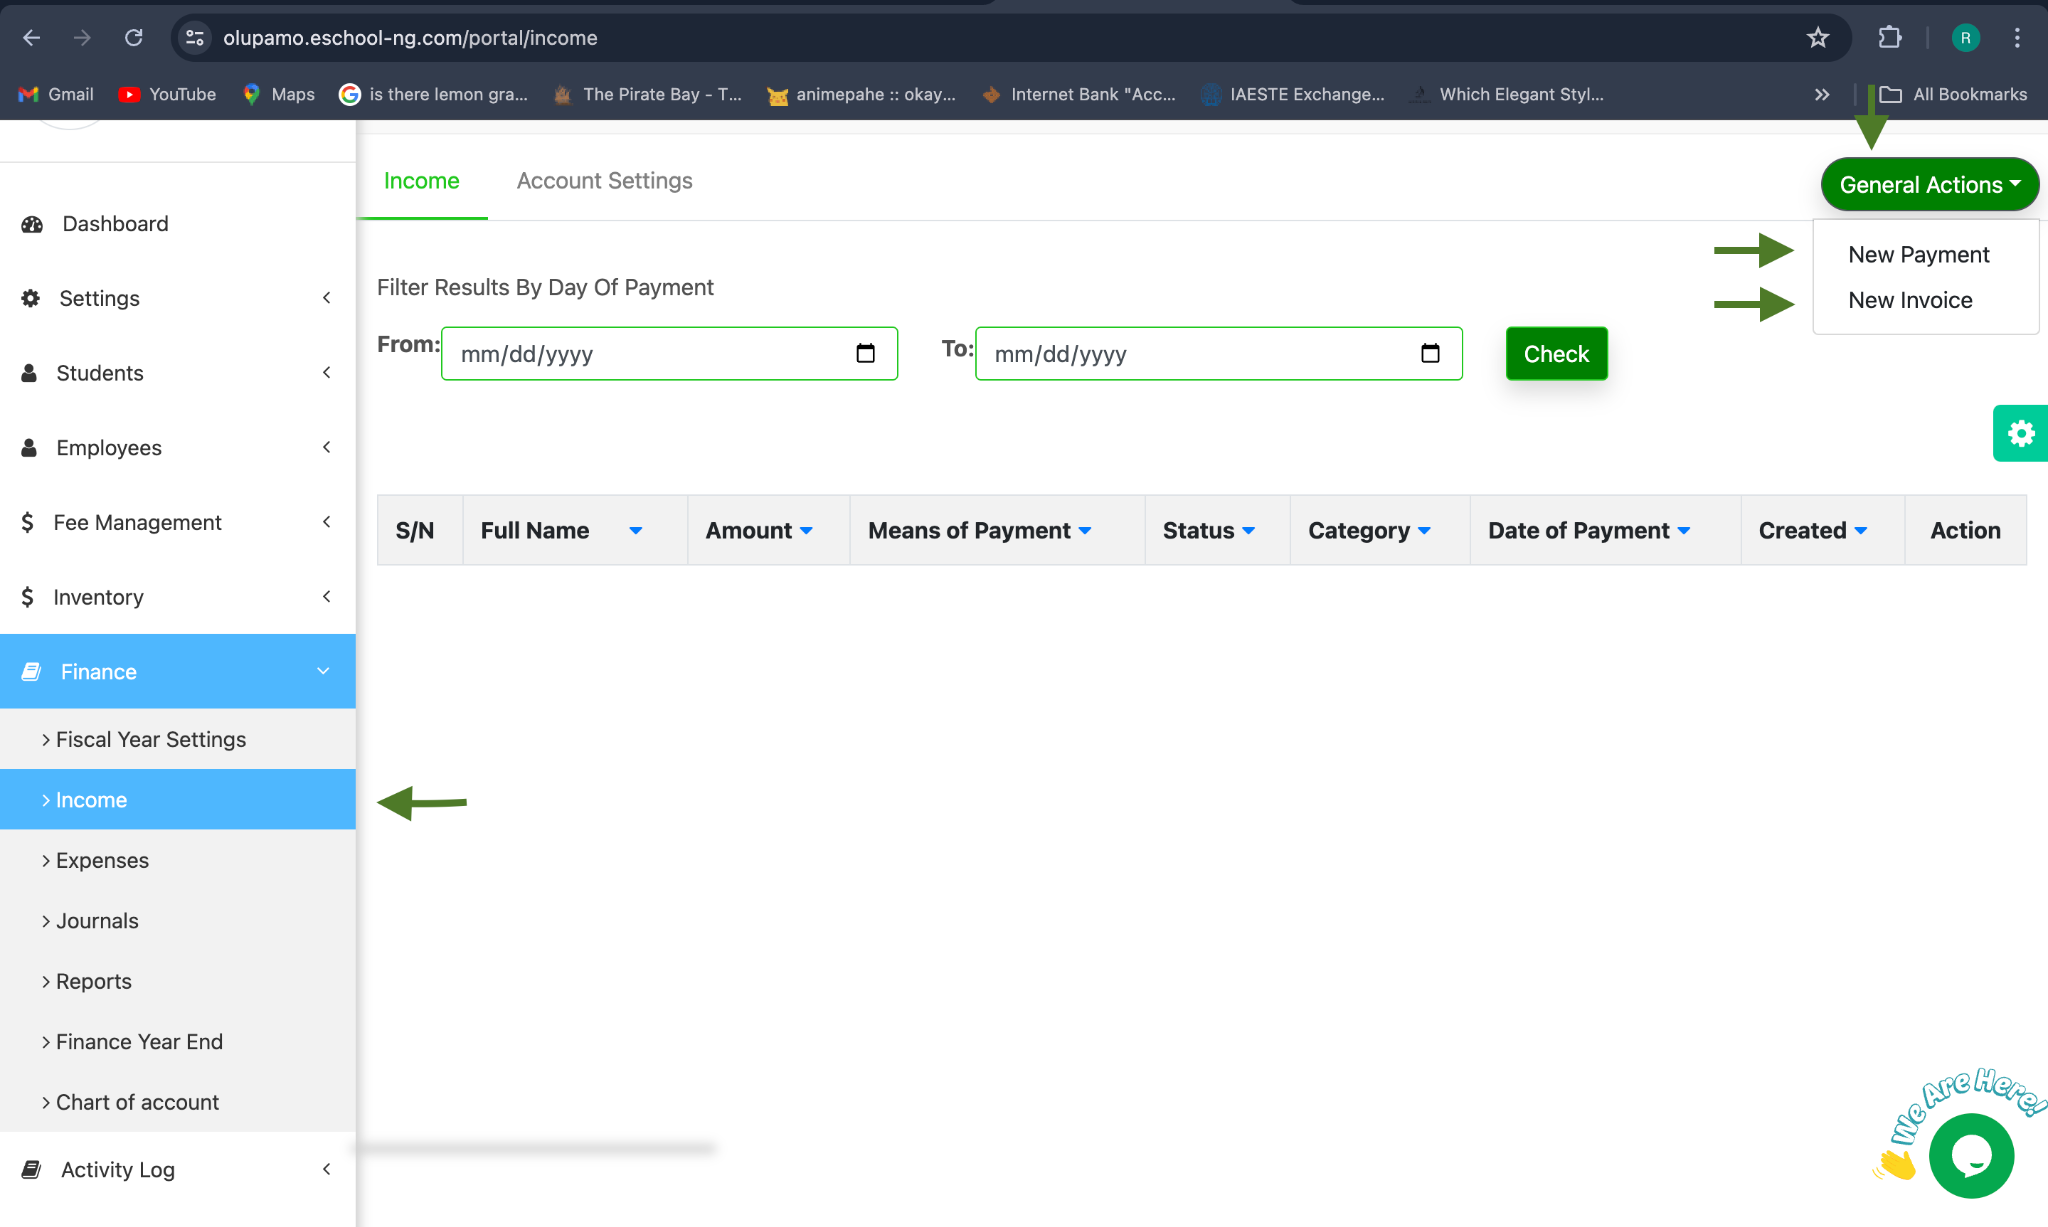 olupamo.eschool-ng.com/portal/income
R
Gmail
YouTube
Maps
is there lemon gra...
The Pirate Bay - T...
animepahe :: okay...
Internet Bank "Acc...
IAESTE Exchange...
Which Elegant Styl...
»
All Bookmarks
Dashboard
Settings
Students
Employees
Fee Management
Inventory
Finance
Fiscal Year Settings
Income
Expenses
Journals
Reports
Finance Year End
Chart of account
Activity Log
Income
Account Settings
General Actions
New Payment
New Invoice
Filter Results By Day Of Payment
From: mm/dd/yyyy
To: mm/dd/yyyy
Check
S/N Full Name Amount Means of Payment Status Category Date of Payment Created Action
We Are Here!